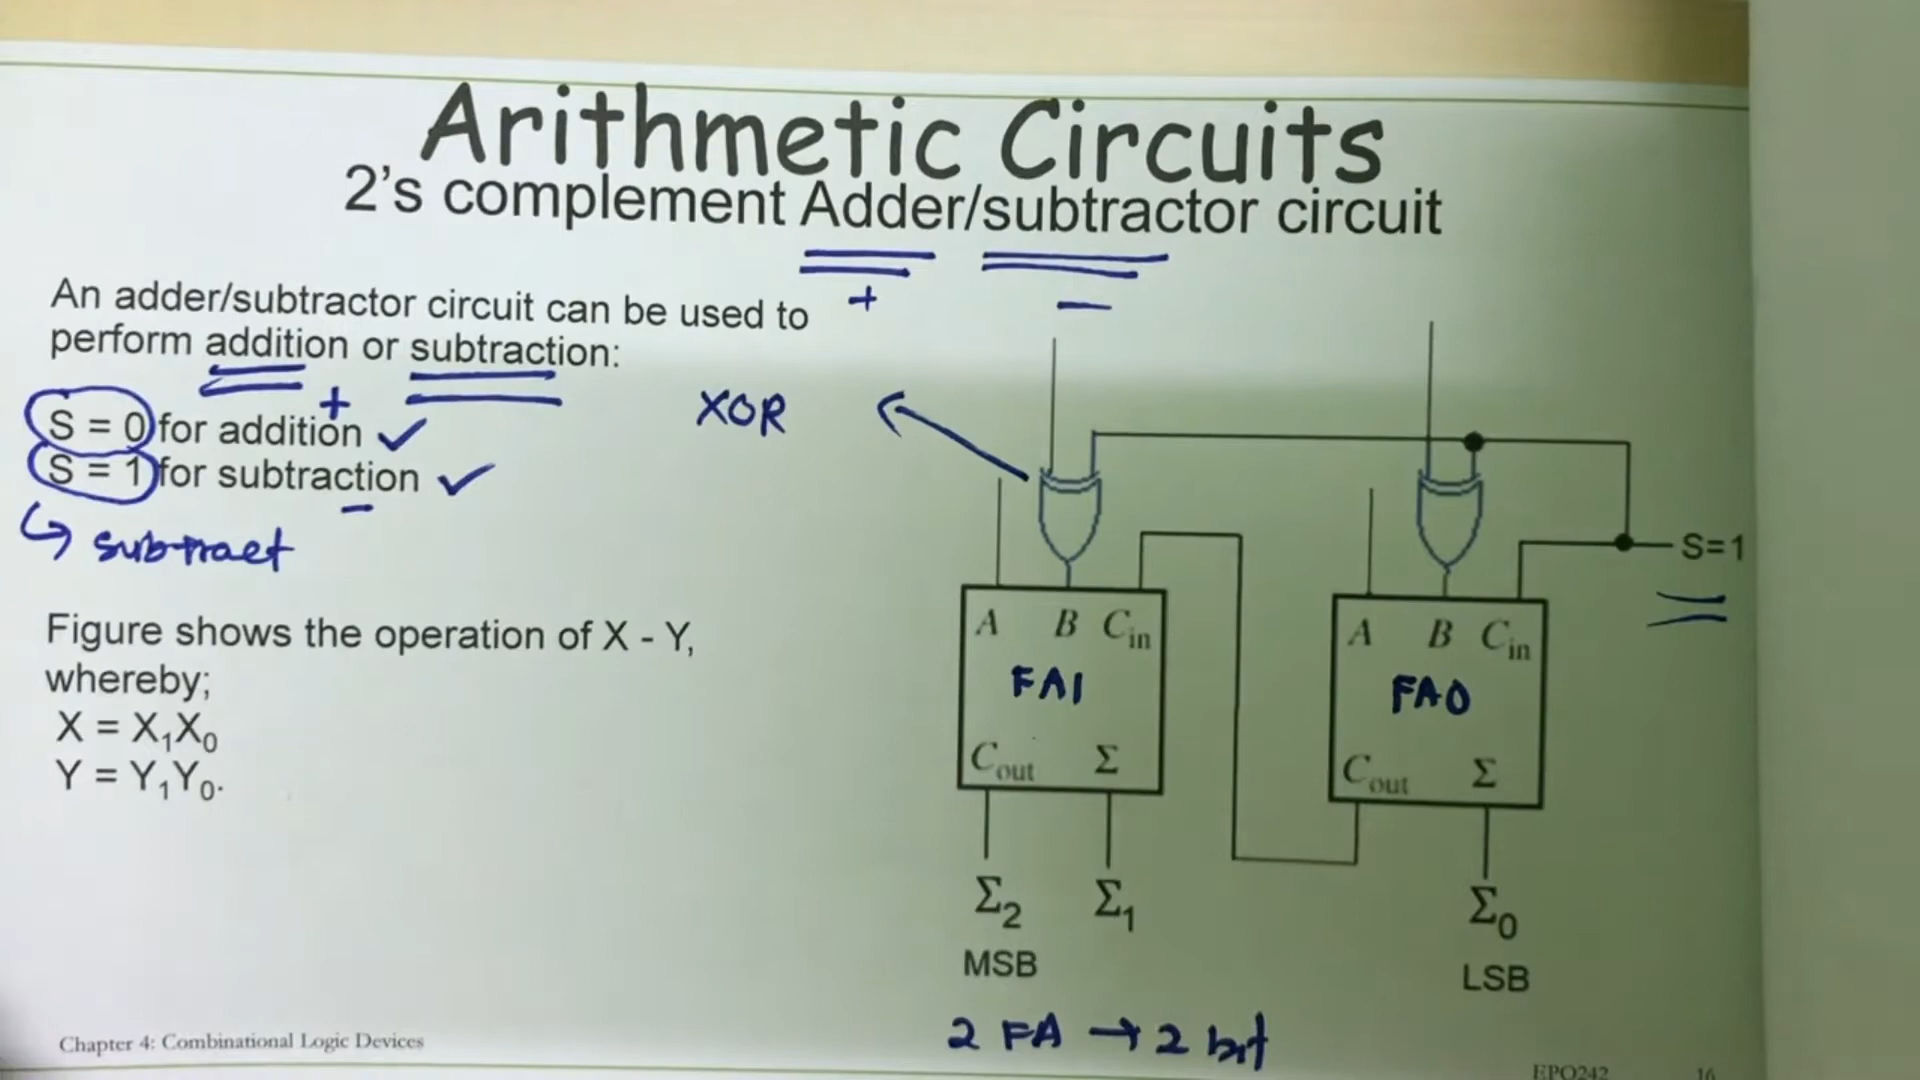 Arithmetic Circuits
2's complement Adder/subtractor circuit
+ −
An adder/subtractor circuit can be used to
perform addition or subtraction:
+
S = 0 for addition ✓
S = 1 for subtraction ✓
−
↪ subtract
XOR
Figure shows the operation of X - Y,
whereby;
X = X₁X₀
Y = Y₁Y₀.
S=1
A B Cin
FA1
Cout Σ
A B Cin
FA0
Cout Σ
Σ₂ Σ₁ Σ₀
MSB LSB
2 FA → 2 bit
Chapter 4: Combinational Logic Devices
EPO242 16